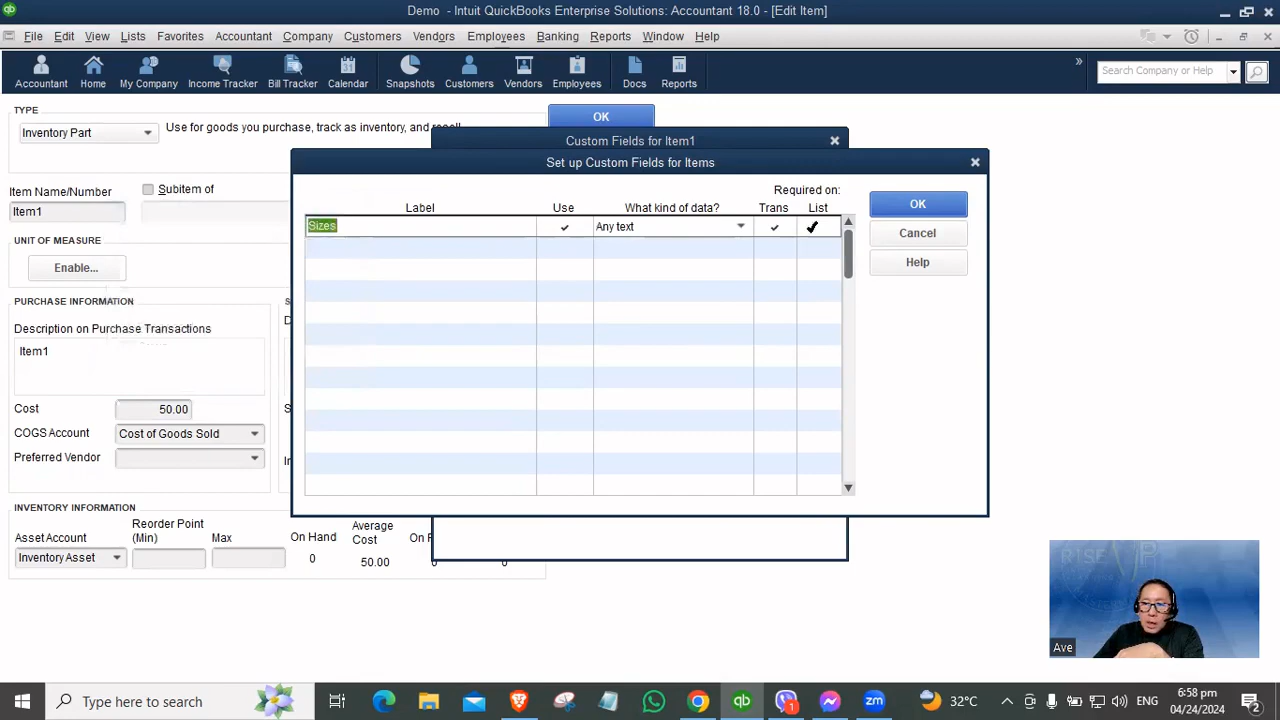 Demo - Intuit QuickBooks Enterprise Solutions: Accountant 18.0 - [Edit Item]
File Edit View Lists Favorites Accountant Company Customers Vendors Employees Banking Reports Window Help
Accountant Home My Company Income Tracker Bill Tracker Calendar Snapshots Customers Vendors Employees Docs Reports
» Search Company or Help
TYPE
Inventory Part
Use for goods you purchase, track as inventory, and resell
OK
Custom Fields for Item1
Set up Custom Fields for Items
Item Name/Number
Subitem of
Item1
UNIT OF MEASURE
Enable...
PURCHASE INFORMATION
Description on Purchase Transactions
Item1
Cost 50.00
COGS Account Cost of Goods Sold
Preferred Vendor
Required on:
Label Use What kind of data? Trans List
Sizes Any text
OK
Cancel
Help
INVENTORY INFORMATION
Asset Account
Inventory Asset
Reorder Point
(Min)
Max
On Hand
0
Average
Cost
50.00
On
0
0
Ave
Type here to search
32°C
ENG
6:58 pm
04/24/2024
1
2